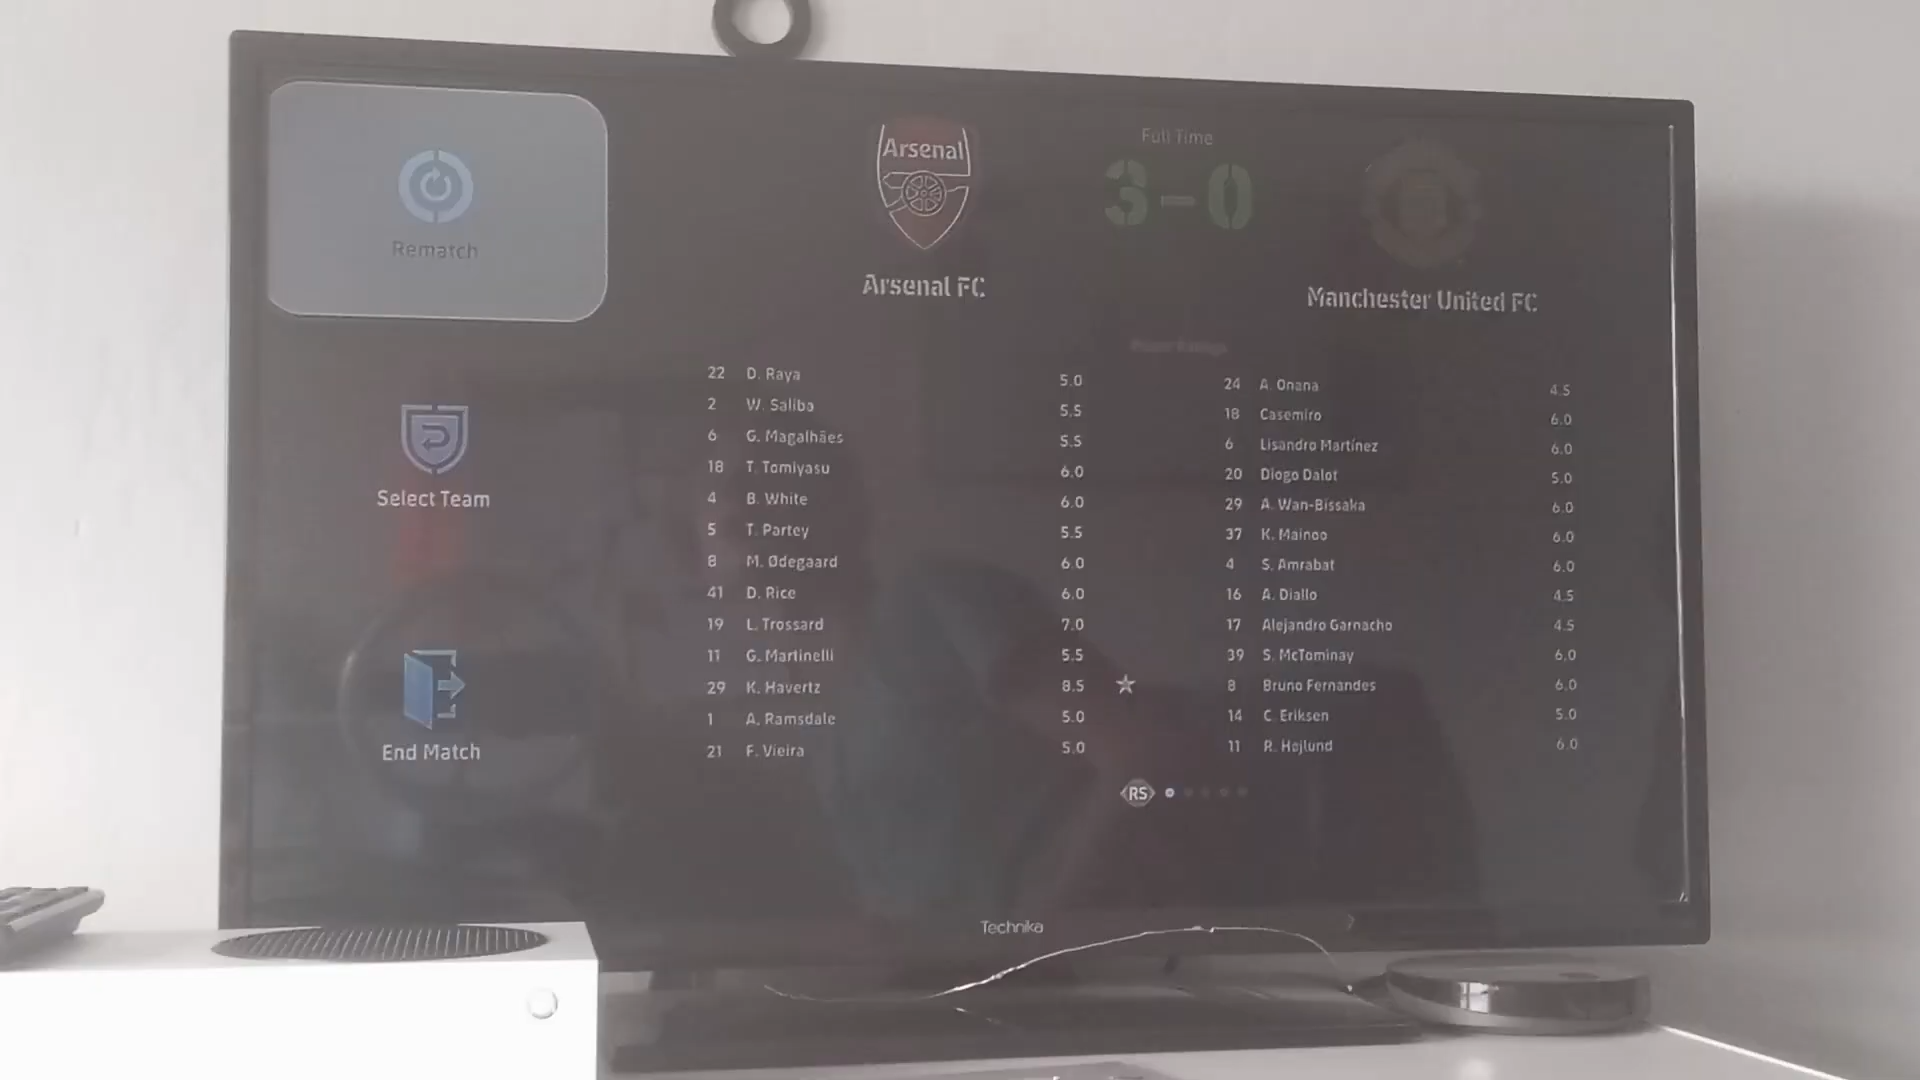 Rematch
Select Team
End Match
Arsenal
Arsenal FC
Full Time
3-0
Manchester United FC
Player Ratings
22 D. Raya 5.0
2 W. Saliba 5.5
6 G. Magalhães 5.5
18 T. Tomiyasu 6.0
4 B. White 6.0
5 T. Partey 5.5
8 M. Ødegaard 6.0
41 D. Rice 6.0
19 L. Trossard 7.0
11 G. Martinelli 5.5
29 K. Havertz 8.5
1 A. Ramsdale 5.0
21 F. Vieira 5.0
24 A. Onana 4.5
18 Casemiro 6.0
6 Lisandro Martínez 6.0
20 Diogo Dalot 5.0
29 A. Wan-Bissaka 6.0
37 K. Mainoo 6.0
4 S. Amrabat 6.0
16 A. Diallo 4.5
17 Alejandro Garnacho 4.5
39 S. McTominay 6.0
8 Bruno Fernandes 6.0
14 C. Eriksen 5.0
11 R. Højlund 6.0
RS
Technika